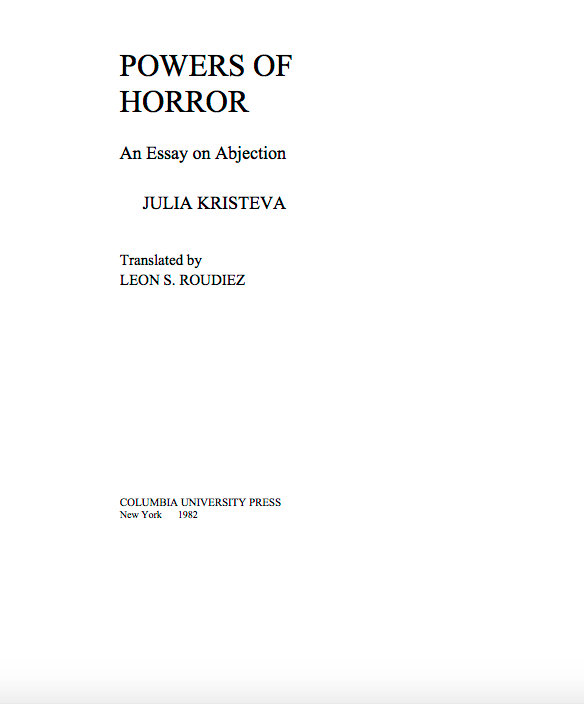 POWERS OF
HORROR
An Essay on Abjection
JULIA KRISTEVA
Translated by
LEON S. ROUDIEZ
COLUMBIA UNIVERSITY PRESS
New York 1982